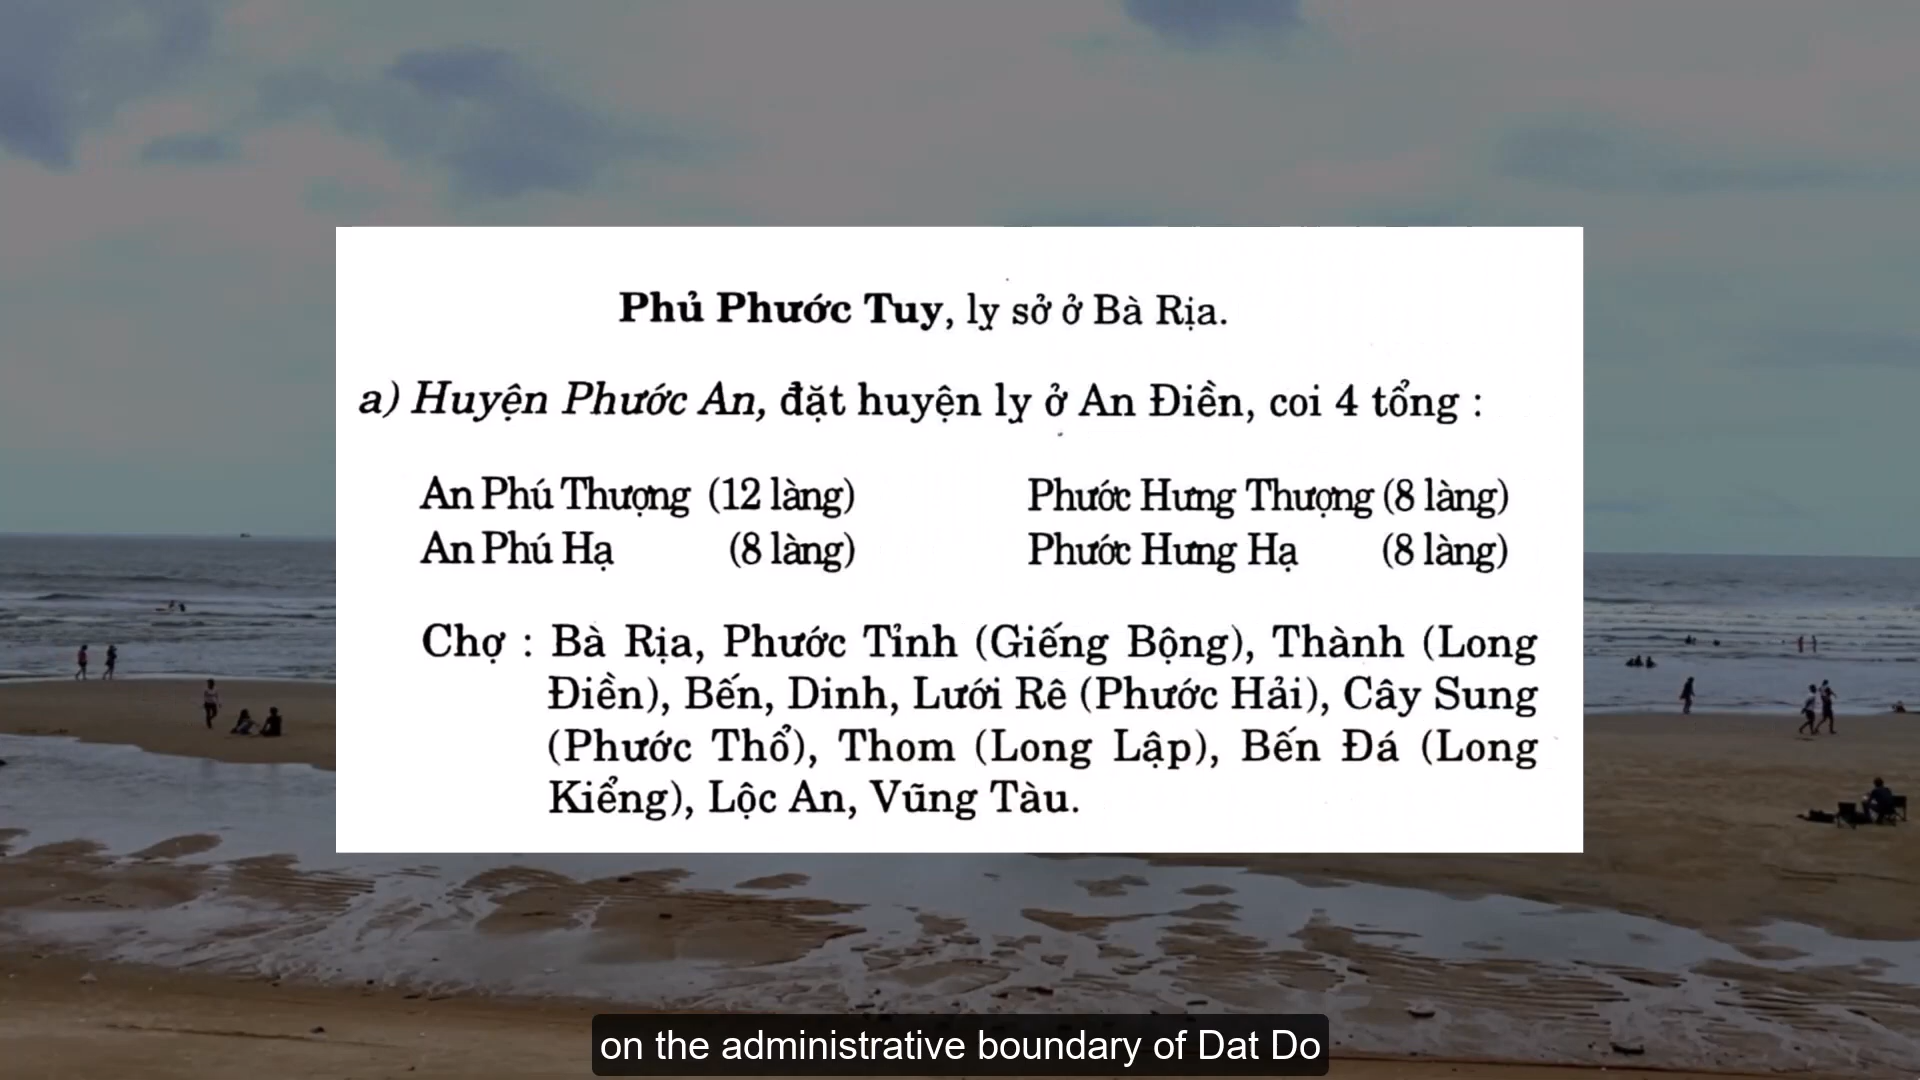 Phủ Phước Tuy, lỵ sở ở Bà Rịa.
a) Huyện Phước An, đặt huyện lỵ ở An Điền, coi 4 tổng :
An Phú Thượng (12 làng) Phước Hưng Thượng (8 làng)
An Phú Hạ (8 làng) Phước Hưng Hạ (8 làng)
Chợ : Bà Rịa, Phước Tỉnh (Giếng Bộng), Thành (Long
Điền), Bến, Dinh, Lưới Rê (Phước Hải), Cây Sung
(Phước Thổ), Thom (Long Lập), Bến Đá (Long
Kiểng), Lộc An, Vũng Tàu.
on the administrative boundary of Dat Do